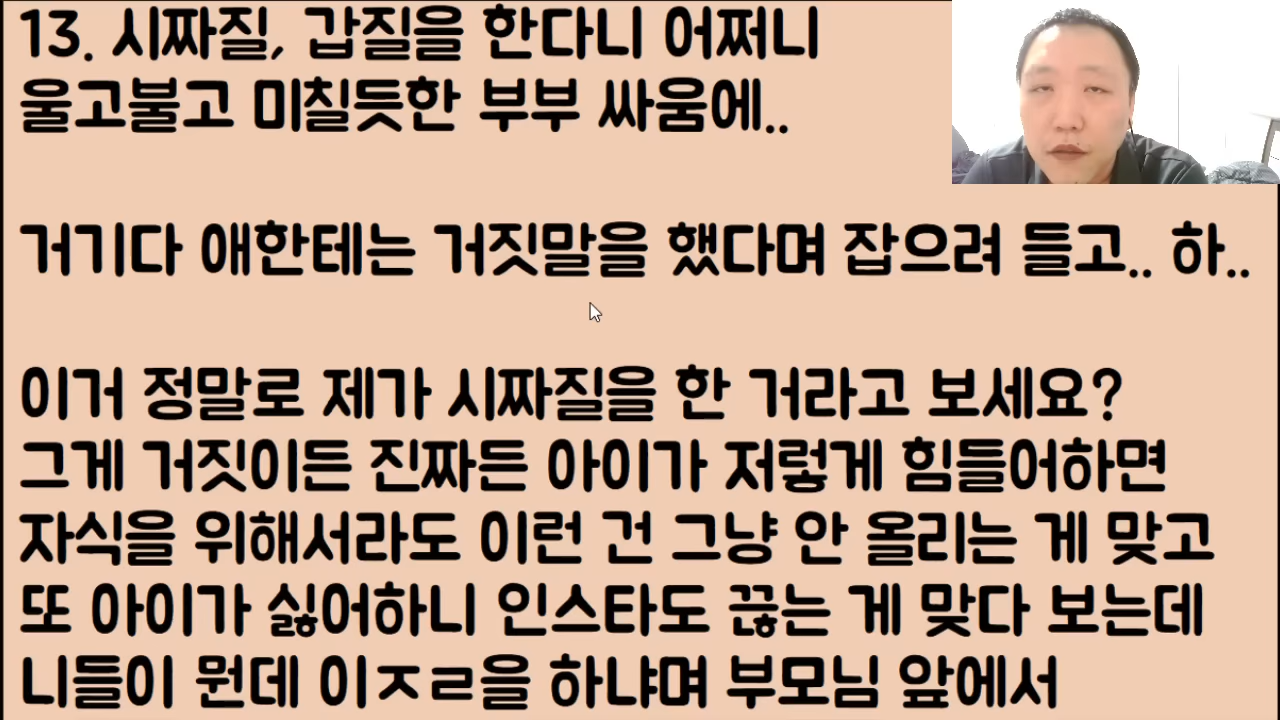 13. 시짜질, 갑질을 한다니 어쩌니
울고불고 미칠듯한 부부 싸움에..
거기다 애한테는 거짓말을 했다며 잡으려 들고.. 하..
이거 정말로 제가 시짜질을 한 거라고 보세요?
그게 거짓이든 진짜든 아이가 저렇게 힘들어하면
자식을 위해서라도 이런 건 그냥 안 올리는 게 맞고
또 아이가 싫어하니 인스타도 끊는 게 맞다 보는데
니들이 뭔데 이ㅈㄹ을 하냐며 부모님 앞에서